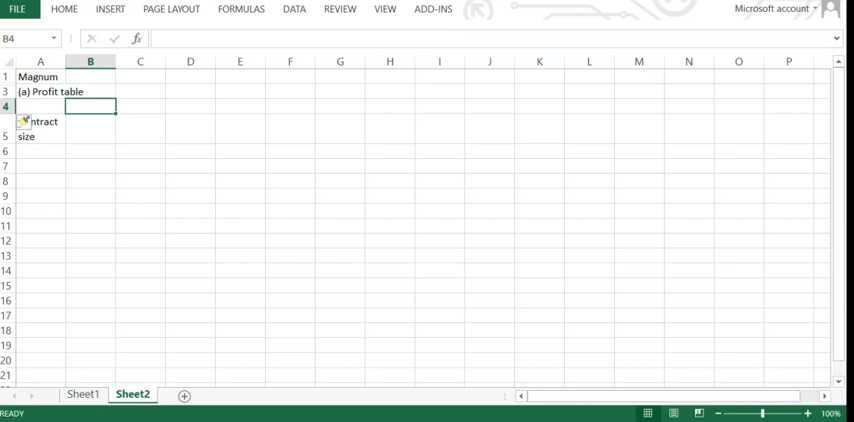 FILE HOME INSERT PAGE LAYOUT FORMULAS DATA REVIEW VIEW ADD-INS Microsoft account
B4 fx
A B C D E F G H I J K L M N O P
1 Magnum
3 (a) Profit table
4
ntract
5 size
6
7
8
9
10
11
12
13
14
15
16
17
18
19
20
21
Sheet1 Sheet2
READY 100%